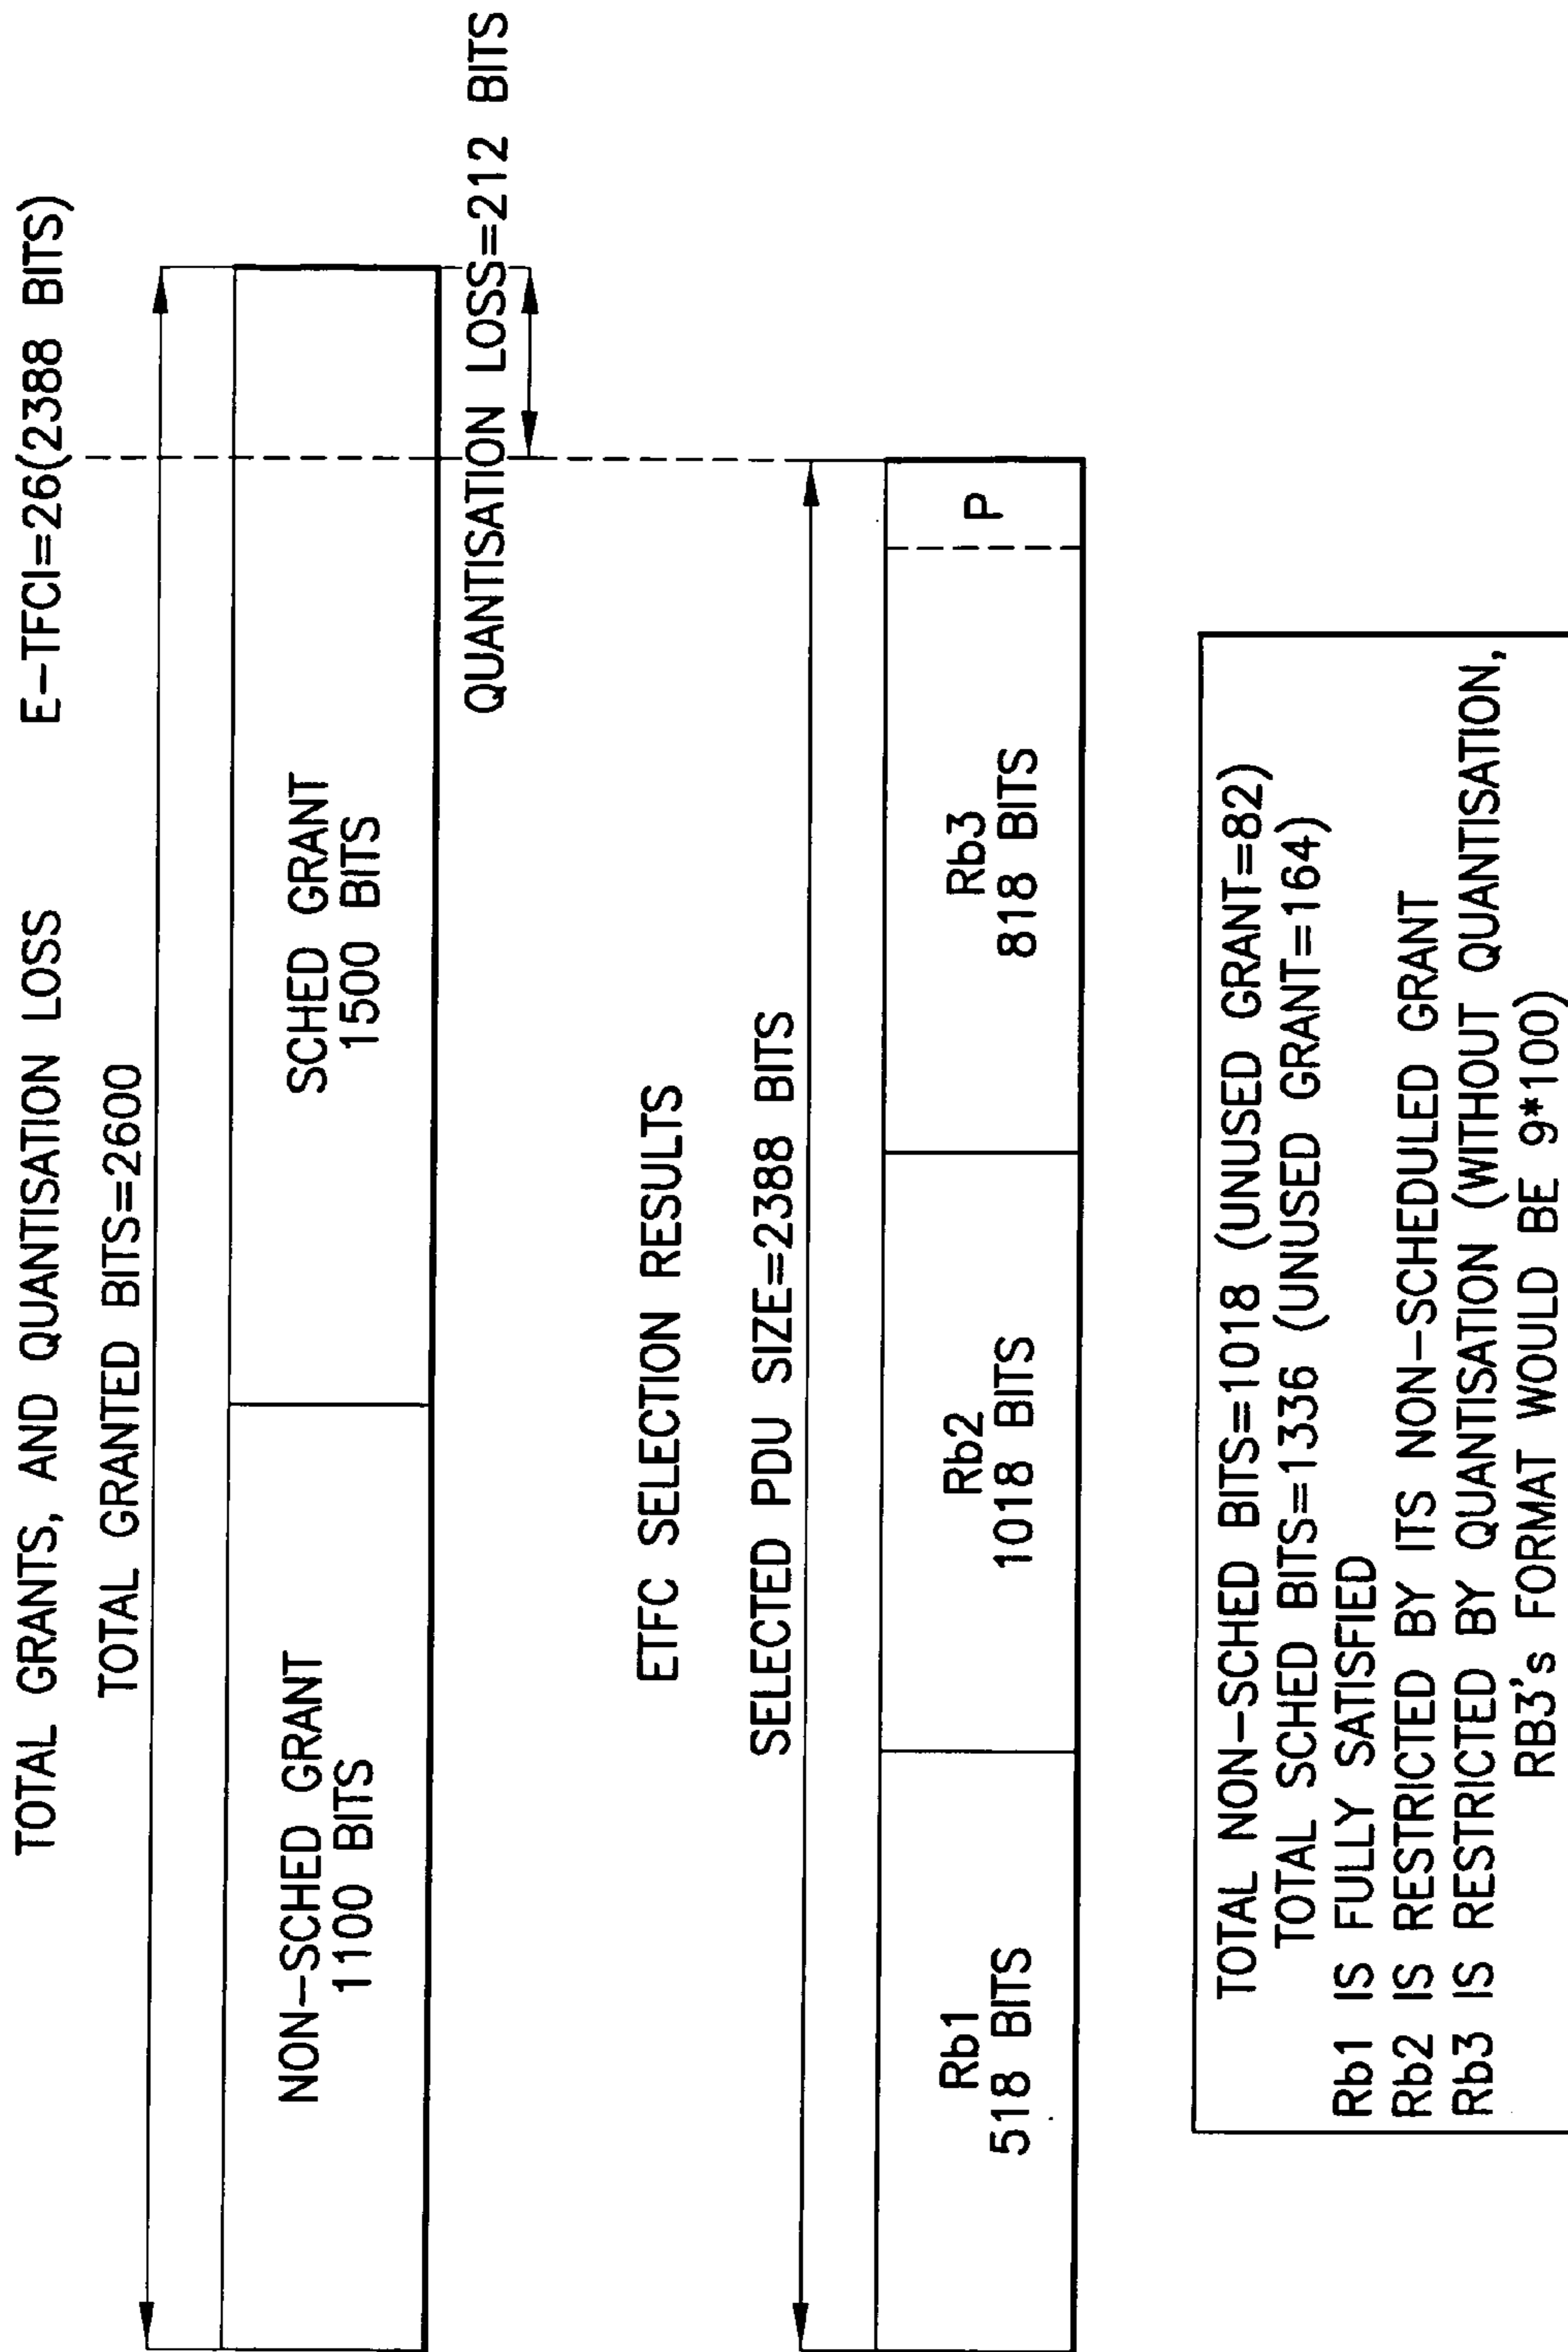 TOTAL GRANTS, AND QUANTISATION LOSS
E-TFCI=26(2388 BITS)
TOTAL GRANTED BITS=2600
NON-SCHED GRANT
1100 BITS
SCHED GRANT
1500 BITS
QUANTISATION LOSS=212 BITS
ETFC SELECTION RESULTS
SELECTED PDU SIZE=2388 BITS
Rb1
518 BITS
Rb2
1018 BITS
Rb3
818 BITS
P
TOTAL NON-SCHED BITS=1018 (UNUSED GRANT=82)
TOTAL SCHED BITS=1336 (UNUSED GRANT=164)
Rb1 IS FULLY SATISFIED
Rb2 IS RESTRICTED BY ITS NON-SCHEDULED GRANT
Rb3 IS RESTRICTED BY QUANTISATION (WITHOUT QUANTISATION,
RB3's FORMAT WOULD BE 9*100)